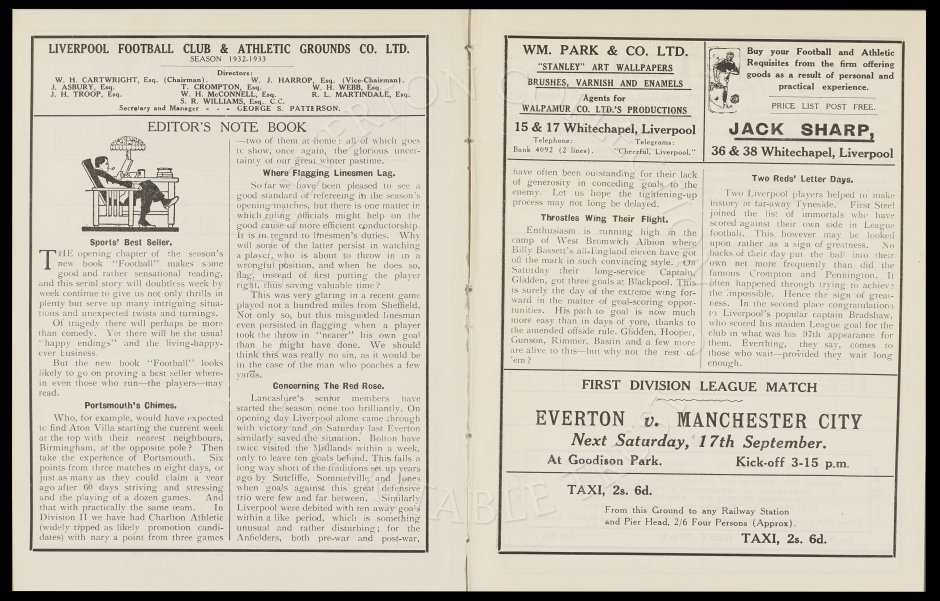 LIVERPOOL FOOTBALL CLUB & ATHLETIC GROUNDS CO. LTD.
SEASON 1932-1933
Directors:
W. H. CARTWRIGHT, Esq. (Chairman). W. J. HARROP, Esq. (Vice-Chairman).
J. ASBURY, Esq. T. CROMPTON, Esq. W. H. WEBB, Esq.
J. H. TROOP, Esq. W. H. McCONNELL, Esq. R. L. MARTINDALE, Esq.
S. R. WILLIAMS, Esq. C.C.
Secretary and Manager - - - GEORGE S. PATTERSON.
EDITOR'S NOTE BOOK
Sports' Best Seller.
THE opening chapter of the season's
new book "Football" makes some
good and rather sensational reading,
and this serial story will doubtless week by
week continue to give us not only thrills in
plenty but serve up many intriguing situa-
tions and unexpected twists and turnings.
Of tragedy there will perhaps be more
than comedy. Yet there will be the usual
"happy endings" and the living-happy-
ever Business.
But the new book "Football" looks
likely to go on proving a best seller where-
in even those who run—the players—may
read.
Portsmouth's Chimes.
Who, for example, would have expected
to find Aton Villa starting the current week
at the top with their nearest neighbours,
Birmingham, at the opposite pole? Then
take the experience of Portsmouth. Six
points from three matches in eight days, or
just as many as they could claim a year
ago after 60 days striving and stressing
and the playing of a dozen games. And
that with practically the same team. In
Division II we have had Charlton Athletic
(widely tipped as likely promotion candi-
dates) with nary a point from three games
—two of them at home: all of which goes
to show, once again, the glorious uncer-
tainty of our great winter pastime.
Where Flagging Linesmen Lag.
So far we have been pleased to see a
good standard of refereeing in the season's
opening matches, but there is one matter in
which ruling officials might help on the
good cause of more efficient conductorship.
It is in regard to linesmen's duties. Why
will some of the latter persist in watching
a player, who is about to throw in in a
wrongful position, and when he does so,
flag, instead of first putting the player
right, thus saving valuable time?
This was very glaring in a recent game
played not a hundred miles from Sheffield.
Not only so, but this misguided linesman
even persisted in flagging when a player
took the throw in "nearer" his own goal
than he might have done. We should
think this was really no sin, as it would be
in the case of the man who poaches a few
yards.
Concerning The Red Rose.
Lancashire's senior members have
started the season none too brilliantly. On
opening day Liverpool alone came through
with victory and on Saturday last Everton
similarly saved the situation. Bolton have
twice visited the Midlands within a week,
only to leave ten goals behind. This falls a
long way short of the traditions set up years
ago by Sutcliffe, Sommerville and Jones
when goals against this great defensive
trio were few and far between. Similarly
Liverpool were debited with ten away goals
within a like period, which is something
unusual and rather disturbing; for the
Anfielders, both pre-war and post-war,
WM. PARK & CO. LTD.
"STANLEY" ART WALLPAPERS
BRUSHES, VARNISH AND ENAMELS
Agents for
WALPAMUR CO. LTD.'S PRODUCTIONS
15 & 17 Whitechapel, Liverpool
Telephone: Telegrams:
Bank 4092 (2 lines). "Cheerful, Liverpool."
Buy your Football and Athletic
Requisites from the firm offering
goods as a result of personal and
practical experience.
PRICE LIST POST FREE.
JACK SHARP,
36 & 38 Whitechapel, Liverpool
have often been outstanding for their lack
of generosity in conceding goals to the
enemy. Let us hope the tightening-up
process may not long be delayed.
Throstles Wing Their Flight.
Enthusiasm is running high in the
camp of West Bromwich Albion where
Billy Bassett's all-England eleven have got
off the mark in such convincing style. On
Saturday their long-service Captain,
Glidden, got three goals at Blackpool. This
is surely the day of the extreme wing for-
ward in the matter of goal-scoring oppor-
tunities. His path to goal is now much
more easy than in days of yore, thanks to
the amended offside rule. Glidden, Hooper,
Gunson, Rimmer, Bastin and a few more
are alive to this—but why not the rest of
'em?
Two Reds' Letter Days.
Two Liverpool players helped to make
history at far-away Tyneside. First Steel
joined the list of immortals who have
scored against their own side in League
football. This however may be looked
upon rather as a sign of greatness. No
backs of their day put the ball into their
own net more frequently than did the
famous Crompton and Pennington. It
often happened through trying to achieve
the impossible. Hence the sign of great-
ness. In the second place congratulations
to Liverpool's popular captain Bradshaw,
who scored his maiden League goal for the
club in what was his 97th appearance for
them. Everthing, they say, comes to
those who wait—provided they wait long
enough.
FIRST DIVISION LEAGUE MATCH
EVERTON v. MANCHESTER CITY
Next Saturday, 17th September.
At Goodison Park. Kick-off 3-15 p.m.
TAXI, 2s. 6d.
From this Ground to any Railway Station
and Pier Head, 2/6 Four Persons (Approx).
TAXI, 2s. 6d.